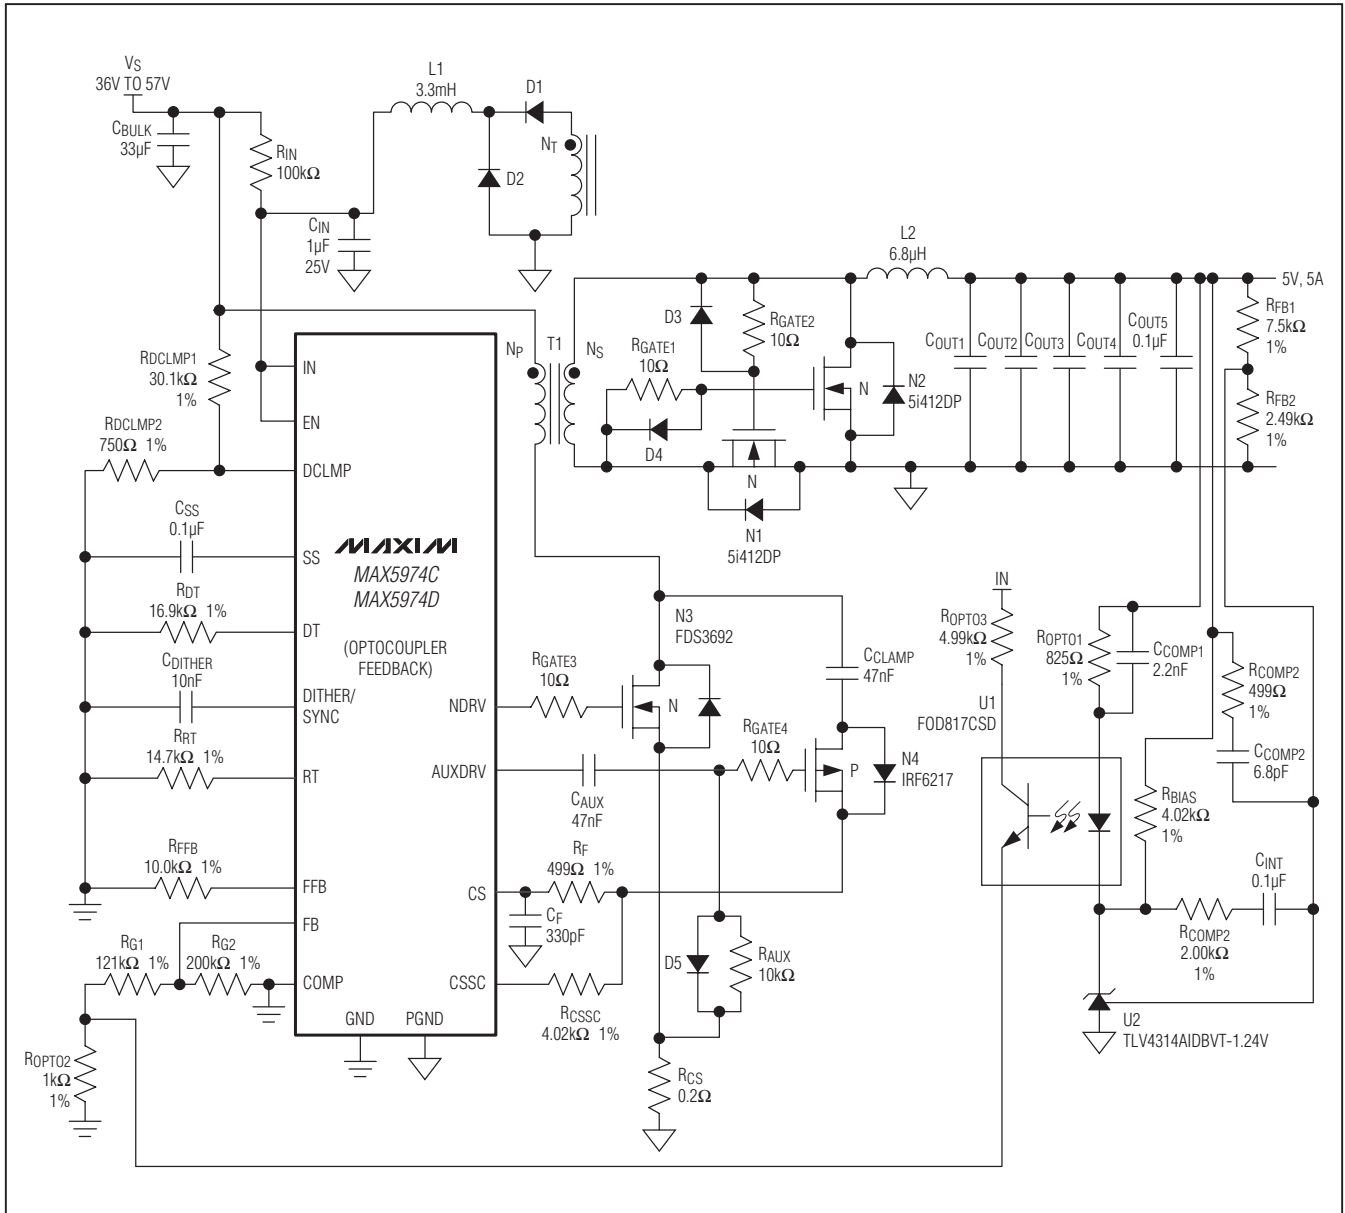 VS
36V TO 57V
CBULK
33µF
RIN
100kΩ
CIN
1µF
25V
L1
3.3mH
D1
D2
NT
L2
6.8µH
5V, 5A
D3
RGATE2
10Ω
RGATE1
10Ω
D4
N
N1
5i412DP
N
N2
5i412DP
COUT1
COUT2
COUT3
COUT4
COUT5
0.1µF
RFB1
7.5kΩ
1%
RFB2
2.49kΩ
1%
NP
T1
NS
RDCLMP1
30.1kΩ
1%
RDCLMP2
750Ω 1%
CSS
0.1µF
RDT
16.9kΩ 1%
CDITHER
10nF
RRT
14.7kΩ 1%
RFFB
10.0kΩ 1%
RG1
121kΩ 1%
RG2
200kΩ 1%
ROPTO2
1kΩ
1%
IN
EN
DCLMP
SS
DT
DITHER/
SYNC
RT
FFB
FB
COMP
GND
PGND
MAXIM
MAX5974C
MAX5974D
(OPTOCOUPLER
FEEDBACK)
NDRV
AUXDRV
CS
CSSC
RGATE3
10Ω
N3
FDS3692
N
CCLAMP
47nF
RGATE4
10Ω
P
N4
IRF6217
CAUX
47nF
RF
499Ω 1%
CF
330pF
RCSSC
4.02kΩ 1%
D5
RAUX
10kΩ
RCS
0.2Ω
IN
ROPTO3
4.99kΩ
1%
U1
FOD817CSD
ROPTO1
825Ω
1%
CCOMP1
2.2nF
RCOMP2
499Ω
1%
CCOMP2
6.8pF
RBIAS
4.02kΩ
1%
CINT
0.1µF
RCOMP2
2.00kΩ
1%
U2
TLV4314AIDBVT-1.24V